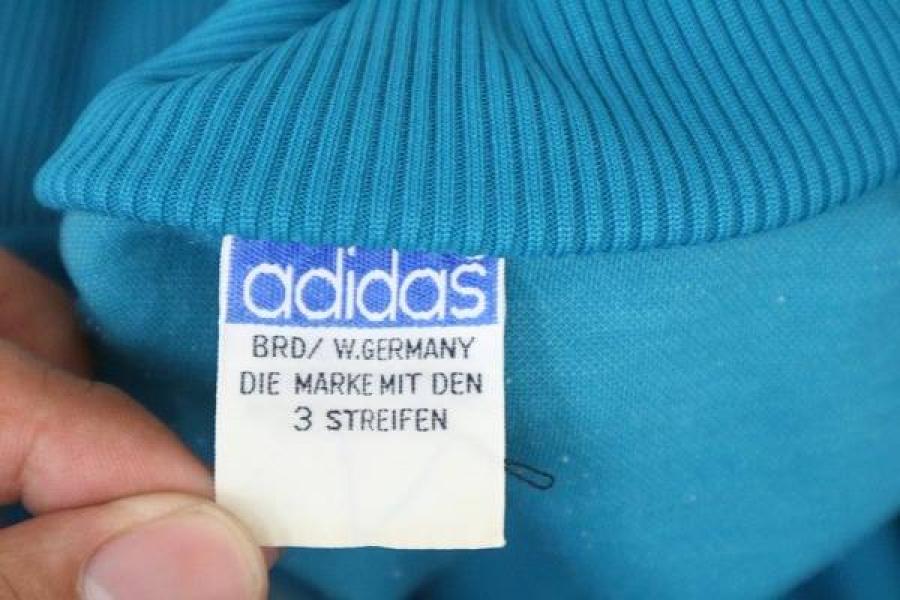 adidas
BRD/ W.GERMANY
DIE MARKE MIT DEN
3 STREIFEN